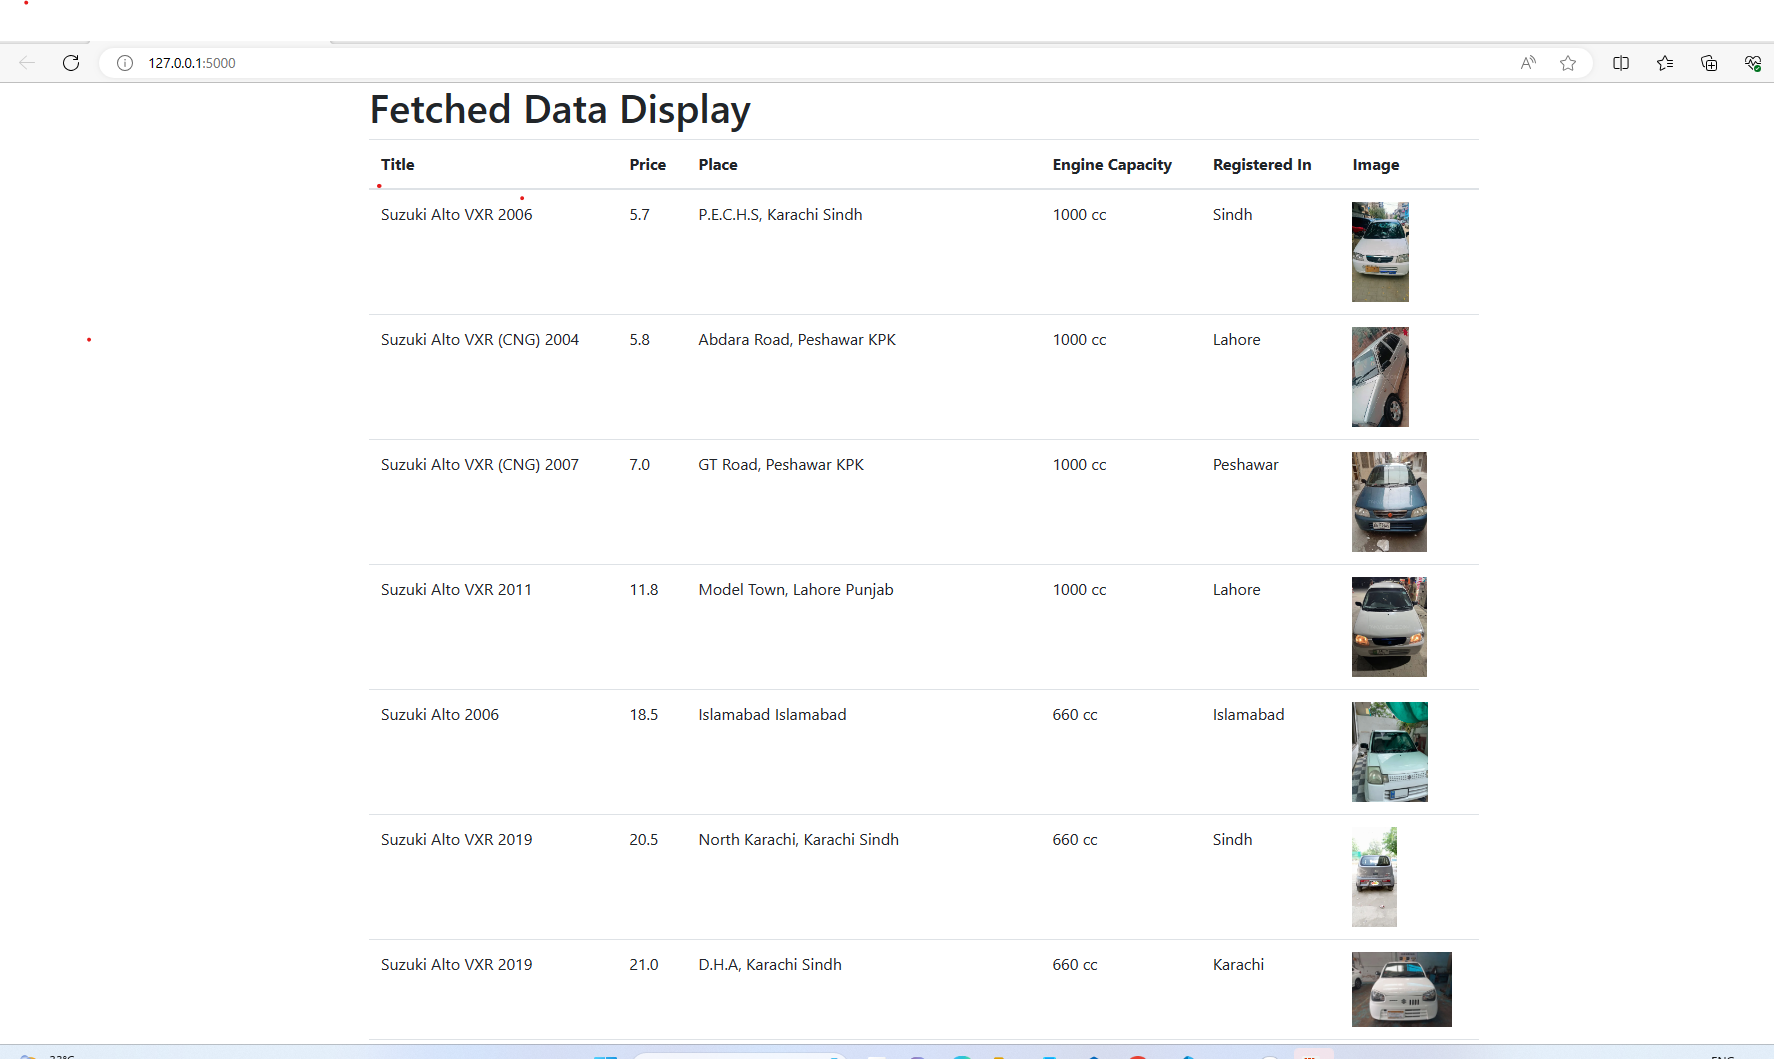 127.0.0.1:5000
Fetched Data Display
Title Price Place Engine Capacity Registered In Image
Suzuki Alto VXR 2006 5.7 P.E.C.H.S, Karachi Sindh 1000 cc Sindh
Suzuki Alto VXR (CNG) 2004 5.8 Abdara Road, Peshawar KPK 1000 cc Lahore
Suzuki Alto VXR (CNG) 2007 7.0 GT Road, Peshawar KPK 1000 cc Peshawar
Suzuki Alto VXR 2011 11.8 Model Town, Lahore Punjab 1000 cc Lahore
Suzuki Alto 2006 18.5 Islamabad Islamabad 660 cc Islamabad
Suzuki Alto VXR 2019 20.5 North Karachi, Karachi Sindh 660 cc Sindh
Suzuki Alto VXR 2019 21.0 D.H.A, Karachi Sindh 660 cc Karachi